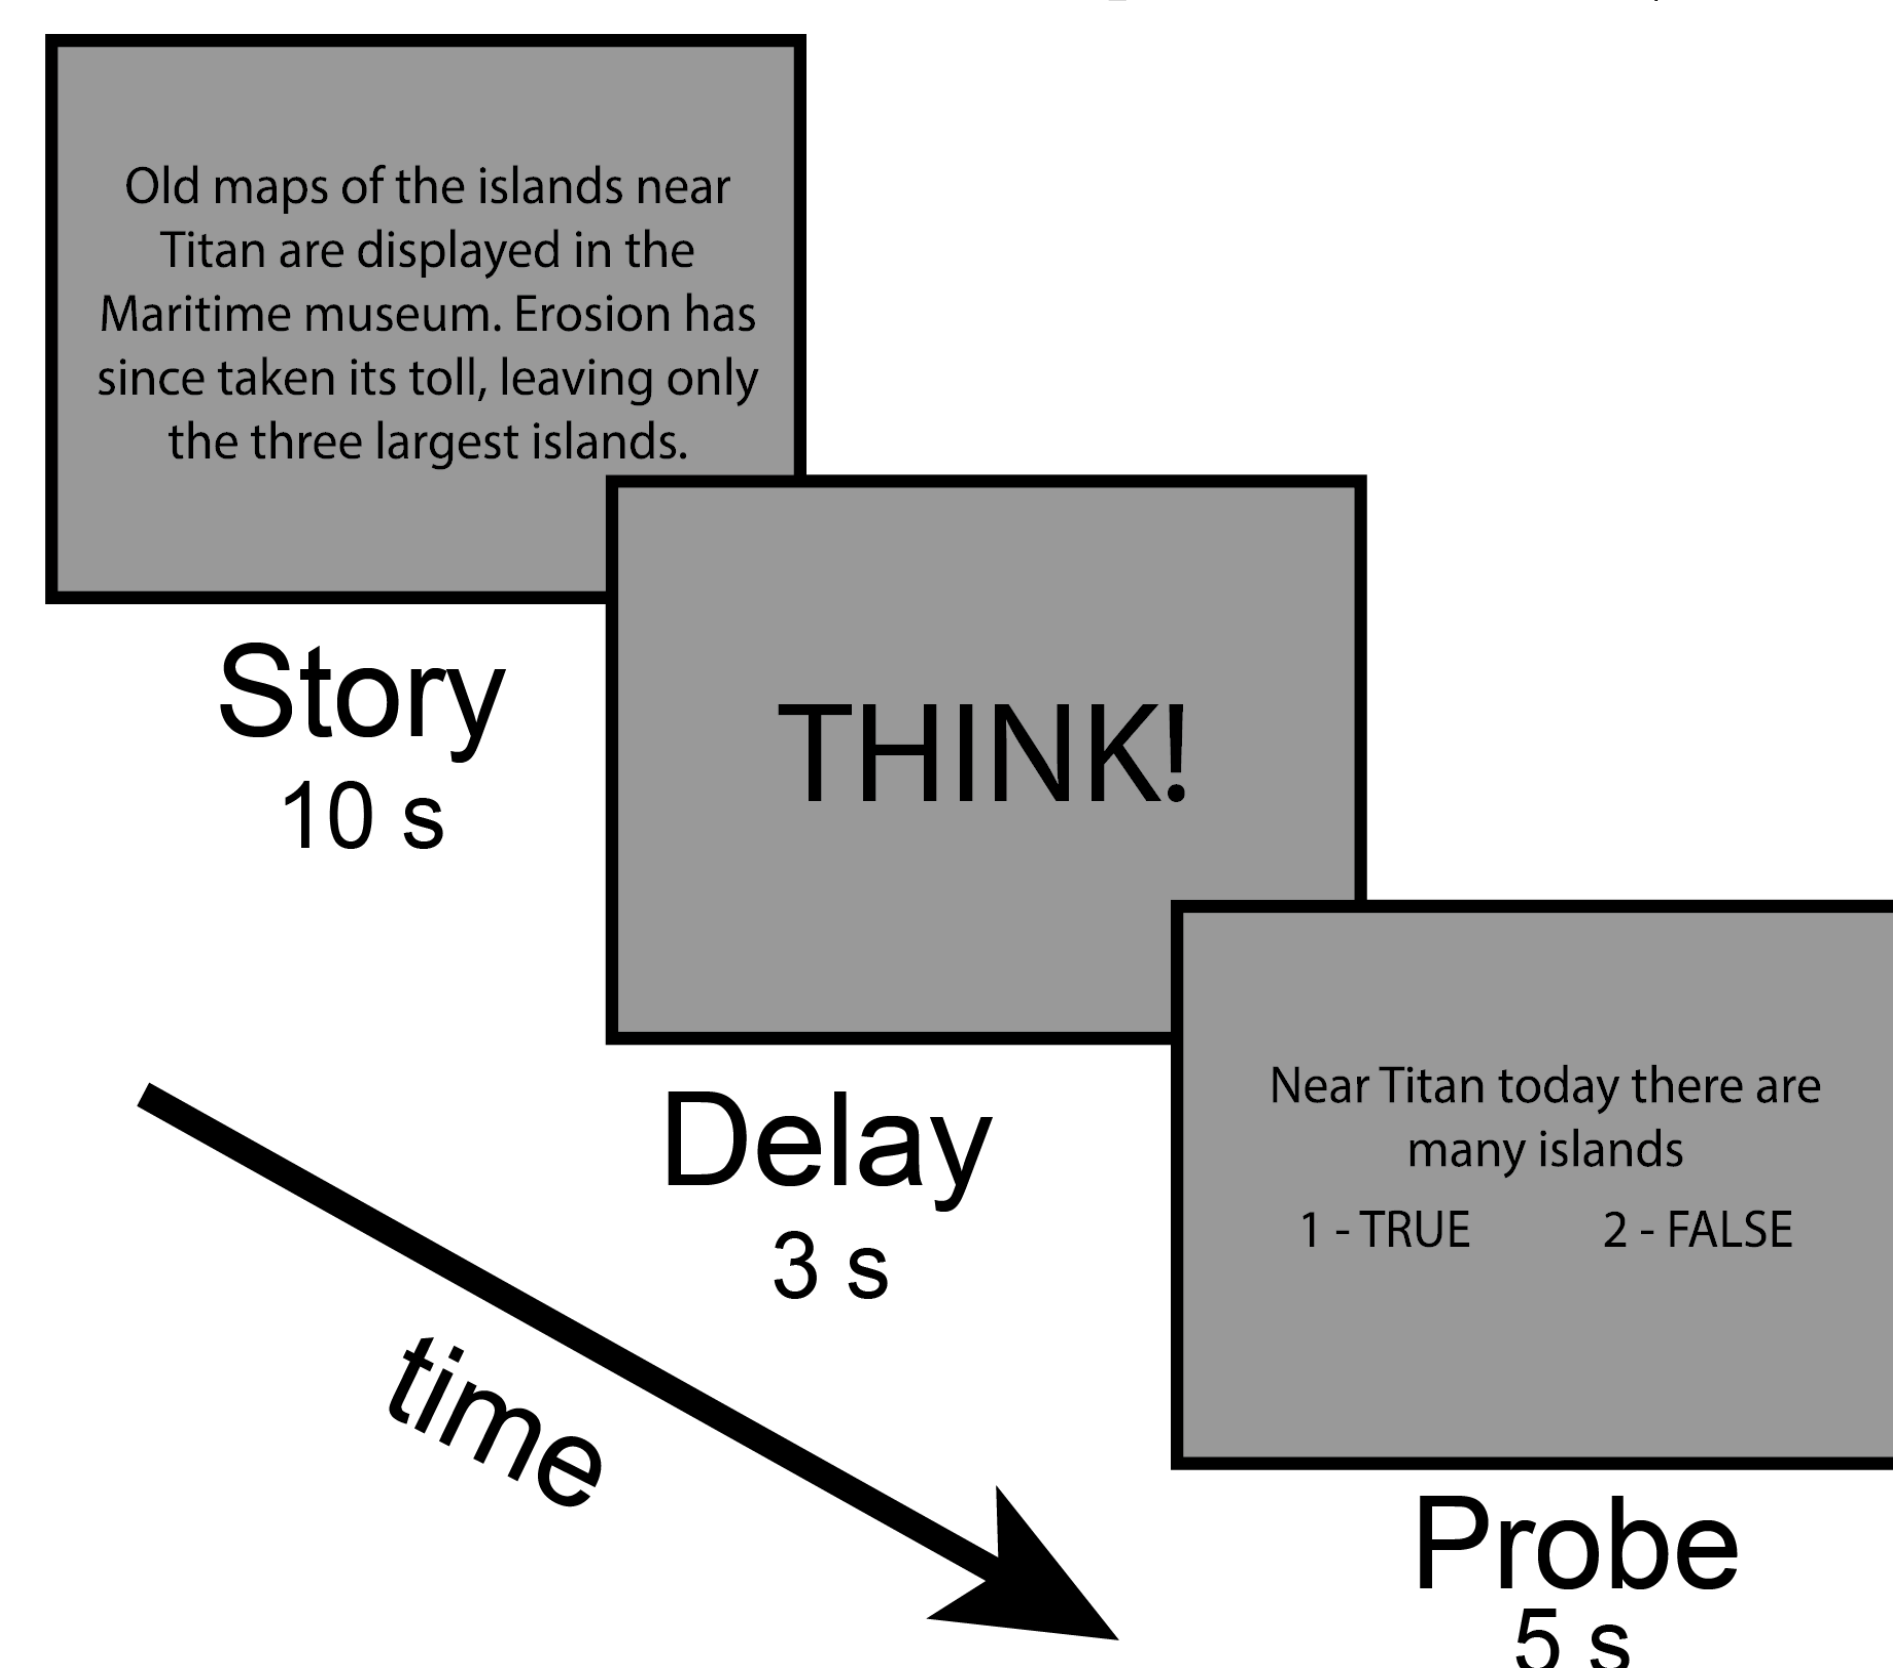 Old maps of the islands near
Titan are displayed in the
Maritime museum. Erosion has
since taken its toll, leaving only
the three largest islands.
Story
10 s
THINK!
Delay
3 s
Near Titan today there are
many islands
1 - TRUE 2 - FALSE
Probe
5 s
time